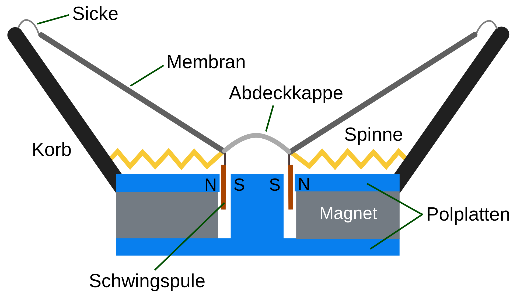 Sicke
Membran
Abdeckkappe
Korb
Spinne
N S S N
Magnet
Polplatten
Schwingspule